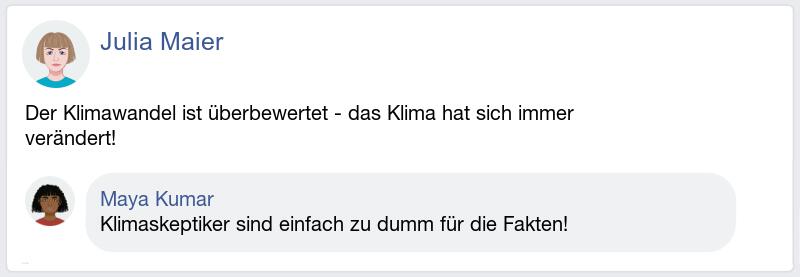 Julia Maier
Der Klimawandel ist überbewertet - das Klima hat sich immer
verändert!
Maya Kumar
Klimaskeptiker sind einfach zu dumm für die Fakten!